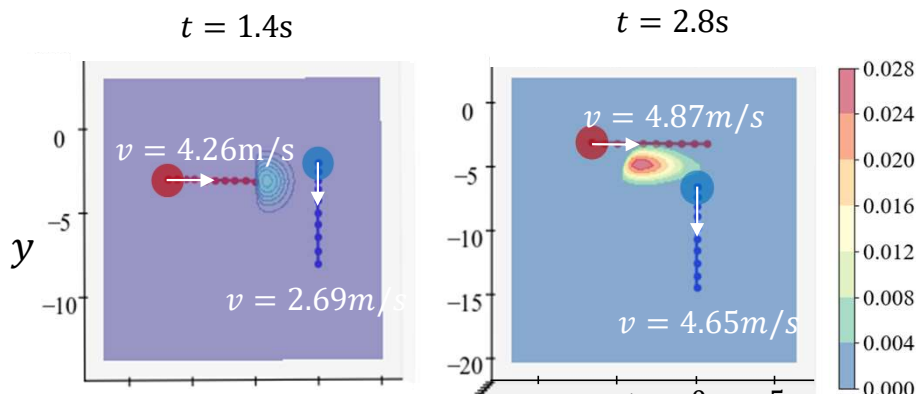 t = 1.4s
t = 2.8s
y
0
−5
−10
v = 4.26m/s
v = 2.69m/s
0
−5
−10
−15
−20
v = 4.87m/s
v = 4.65m/s
5
0.028
0.024
0.020
0.016
0.012
0.008
0.004
0.000